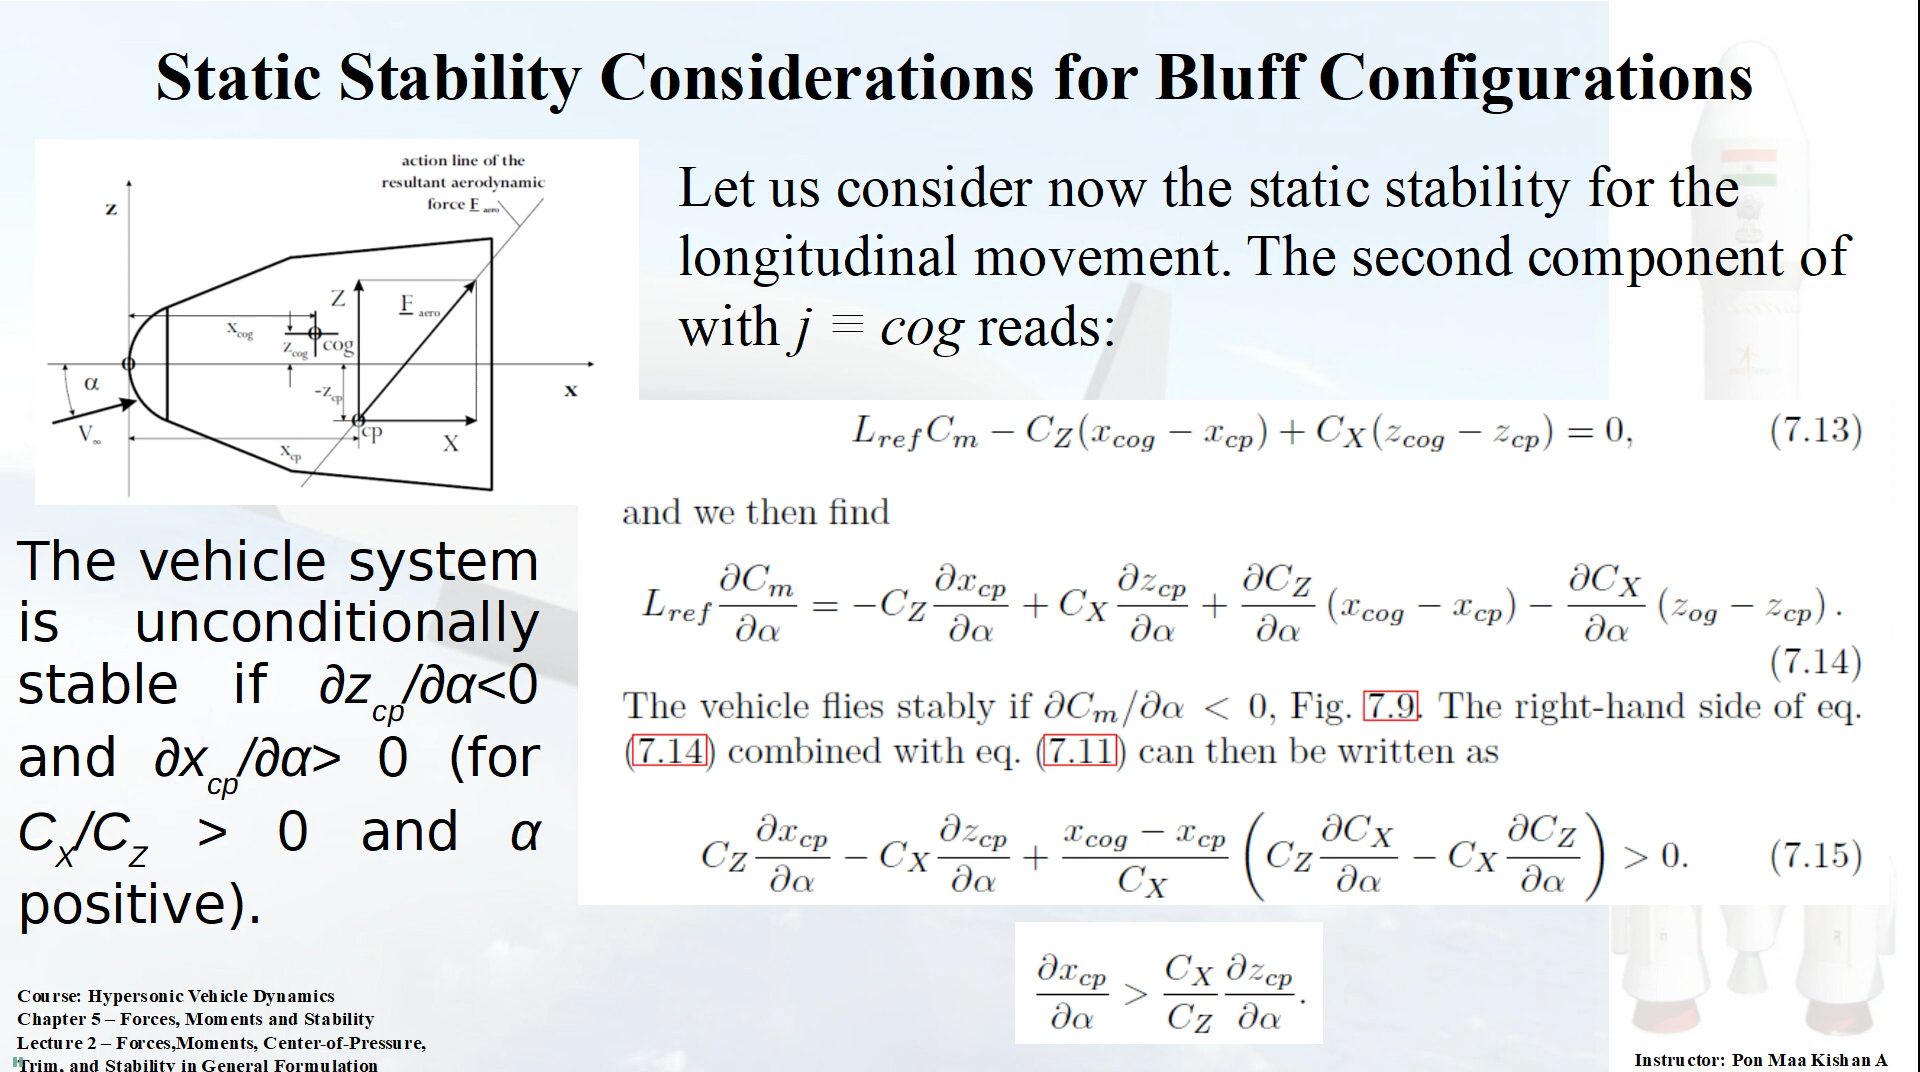 Static Stability Considerations for Bluff Configurations
action line of the
resultant aerodynamic
force F aero
z
Z
F aero
x_cog
z_cog
cog
α
-z_cp
x
V∞
cp
X
x_cp
Let us consider now the static stability for the
longitudinal movement. The second component of
with j ≡ cog reads:
L_ref C_m − C_Z(x_cog − x_cp) + C_X(z_cog − z_cp) = 0, (7.13)
and we then find
L_ref ∂C_m/∂α = −C_Z ∂x_cp/∂α + C_X ∂z_cp/∂α + ∂C_Z/∂α (x_cog − x_cp) − ∂C_X/∂α (z_og − z_cp) .
(7.14)
The vehicle flies stably if ∂C_m/∂α < 0, Fig. 7.9. The right-hand side of eq.
(7.14) combined with eq. (7.11) can then be written as
C_Z ∂x_cp/∂α − C_X ∂z_cp/∂α + (x_cog − x_cp)/C_X (C_Z ∂C_X/∂α − C_X ∂C_Z/∂α) > 0. (7.15)
∂x_cp/∂α > C_X/C_Z ∂z_cp/∂α .
The vehicle system
is unconditionally
stable if ∂z_cp/∂α<0
and ∂x_cp/∂α> 0 (for
C_X/C_Z > 0 and α
positive).
Course: Hypersonic Vehicle Dynamics
Chapter 5 – Forces, Moments and Stability
Lecture 2 – Forces,Moments, Center-of-Pressure,
Trim, and Stability in General Formulation
Instructor: Pon Maa Kishan A